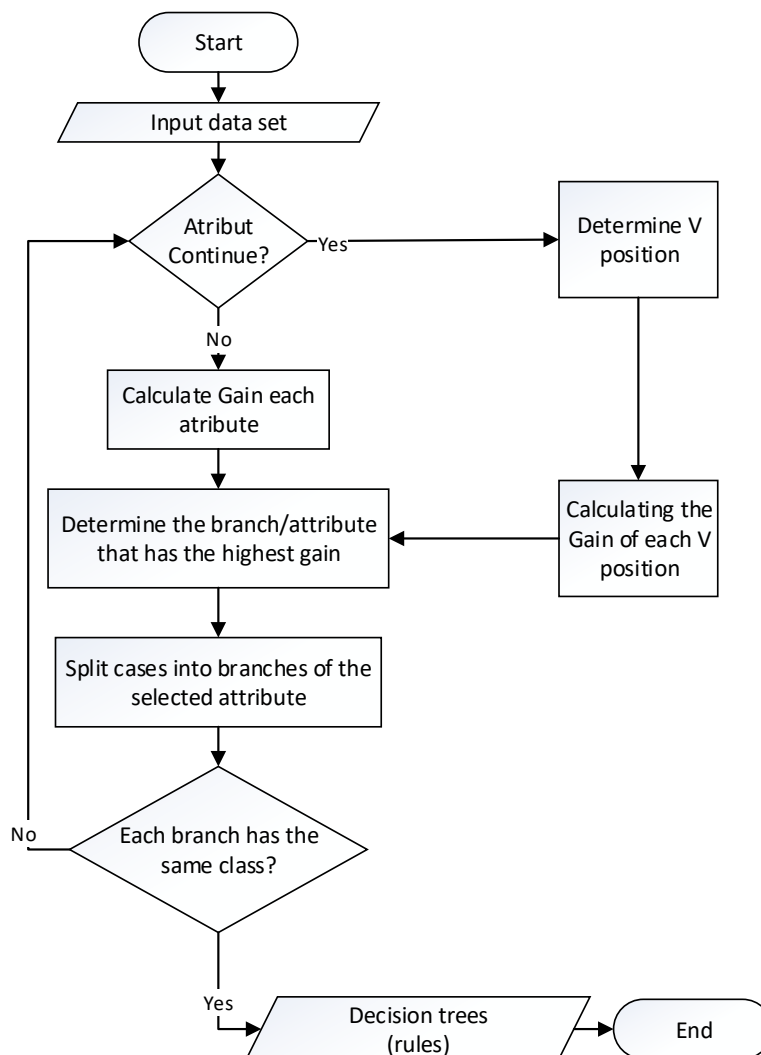 Start
Input data set
Atribut
Continue?
Yes
Determine V
position
No
Calculate Gain each
atribute
Determine the branch/attribute
that has the highest gain
Calculating the
Gain of each V
position
Split cases into branches of the
selected attribute
No
Each branch has the
same class?
Yes
Decision trees
(rules)
End